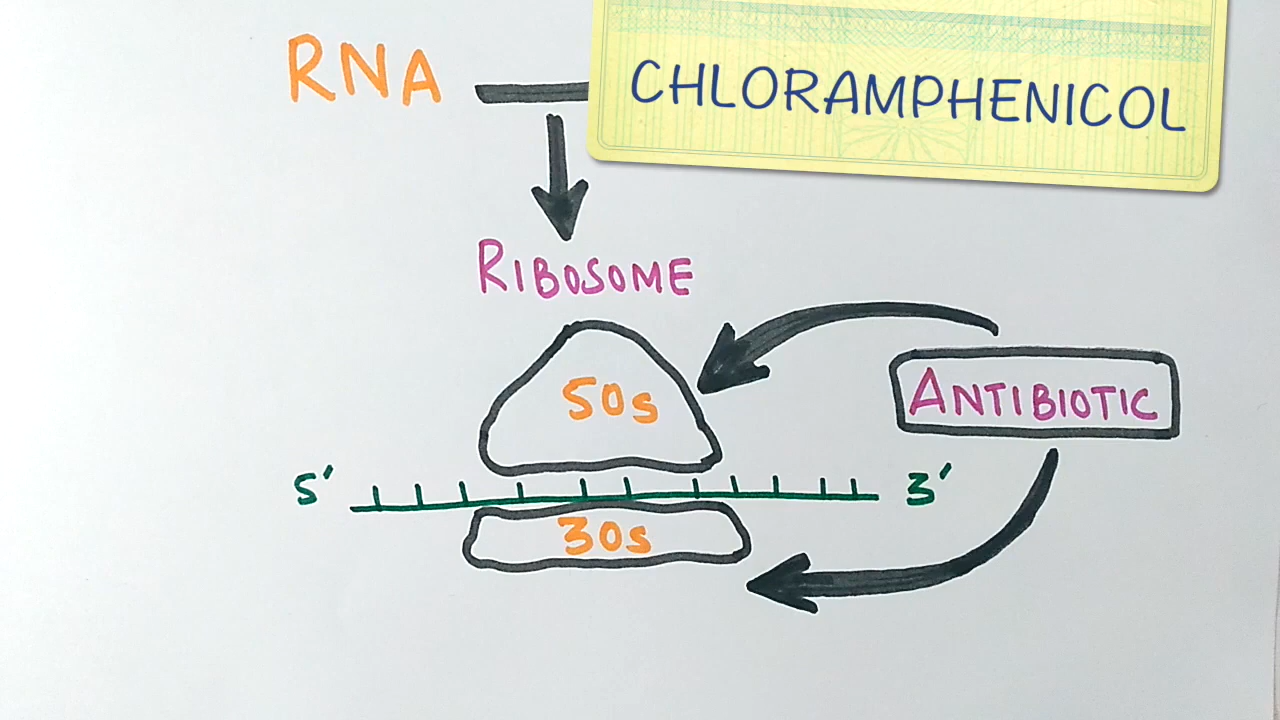 RNA
CHLORAMPHENICOL
RIBOSOME
50s
ANTIBIOTIC
5' 3'
30s